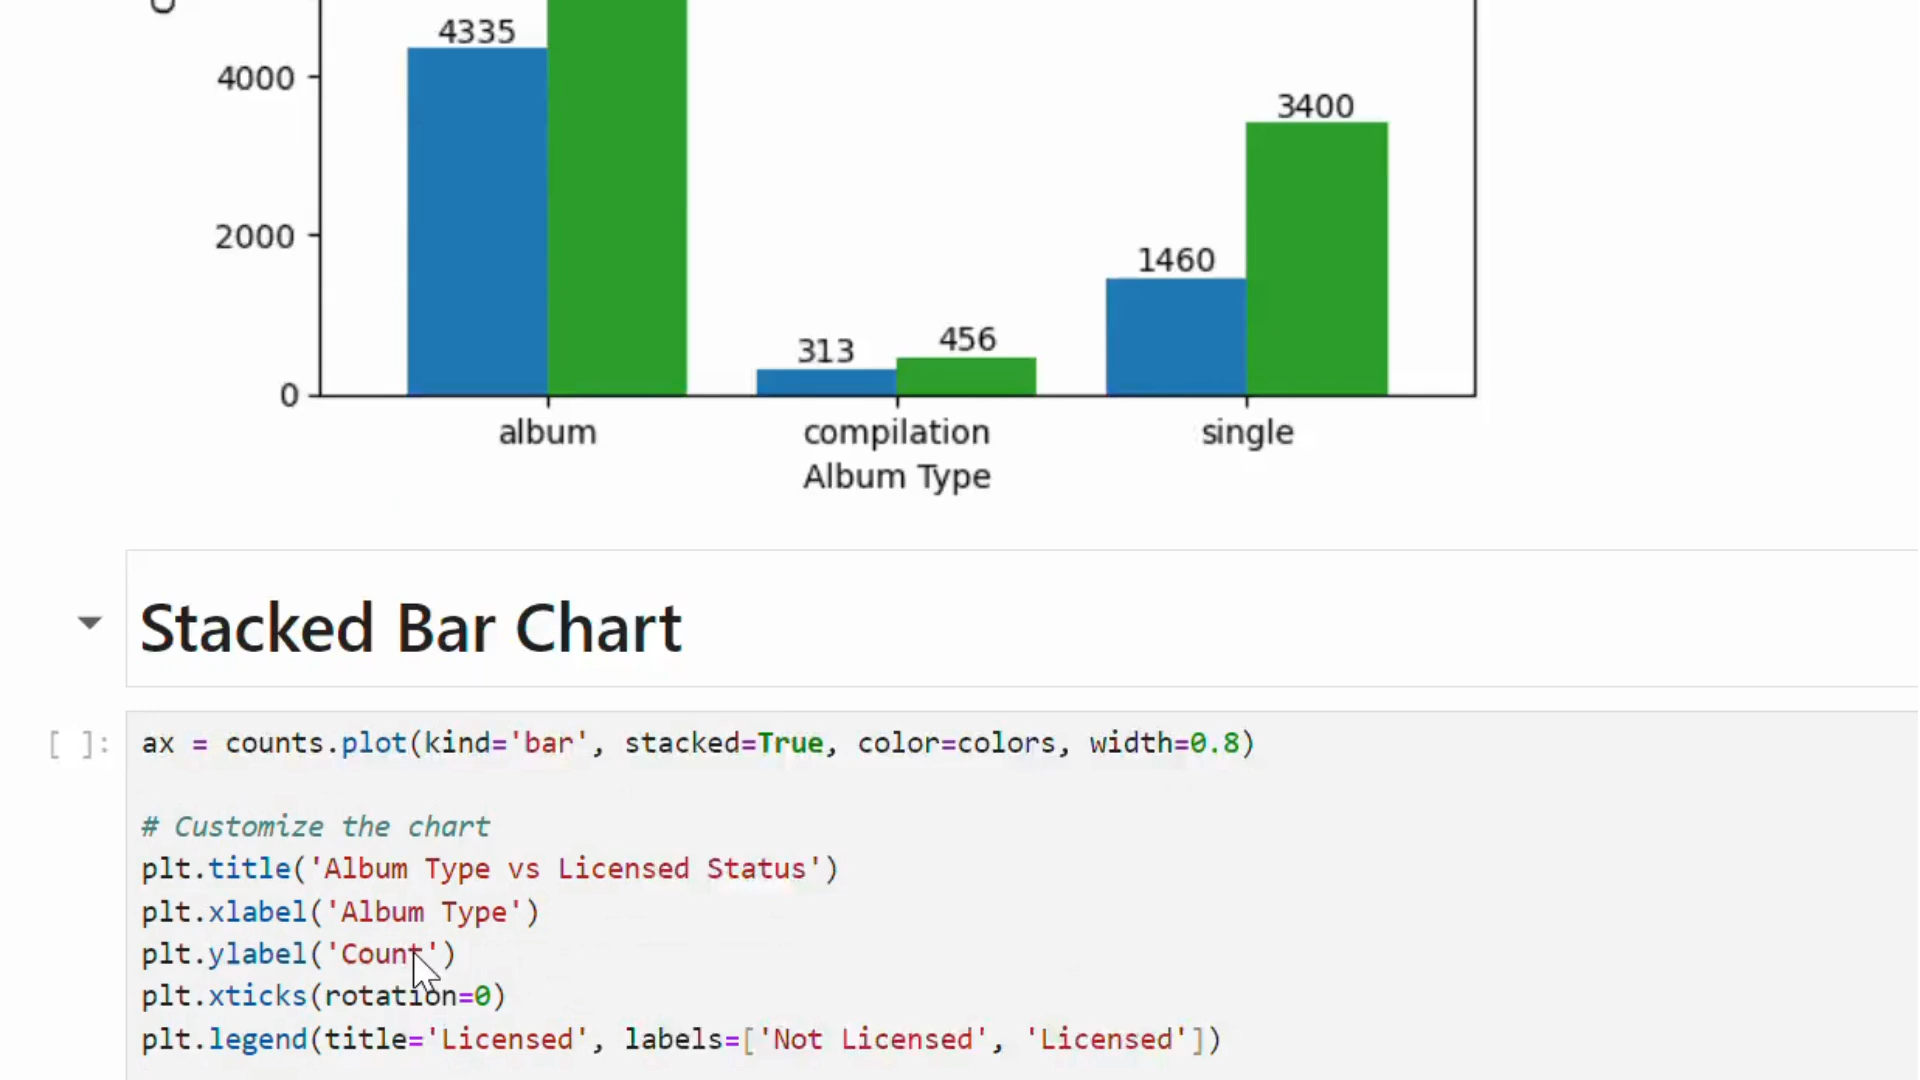 4335
4000
3400
2000
1460
313
456
0
album
compilation
single
Album Type
Stacked Bar Chart
[ ]:
ax = counts.plot(kind='bar', stacked=True, color=colors, width=0.8)
# Customize the chart
plt.title('Album Type vs Licensed Status')
plt.xlabel('Album Type')
plt.ylabel('Count')
plt.xticks(rotation=0)
plt.legend(title='Licensed', labels=['Not Licensed', 'Licensed'])